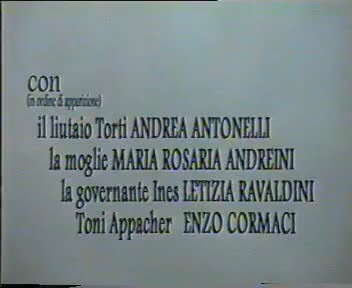 con
(in ordine di apparizione)
il liutaio Torti ANDREA ANTONELLI
la moglie MARIA ROSARIA ANDREINI
la governante Ines LETIZIA RAVALDINI
Toni Appacher ENZO CORMACI